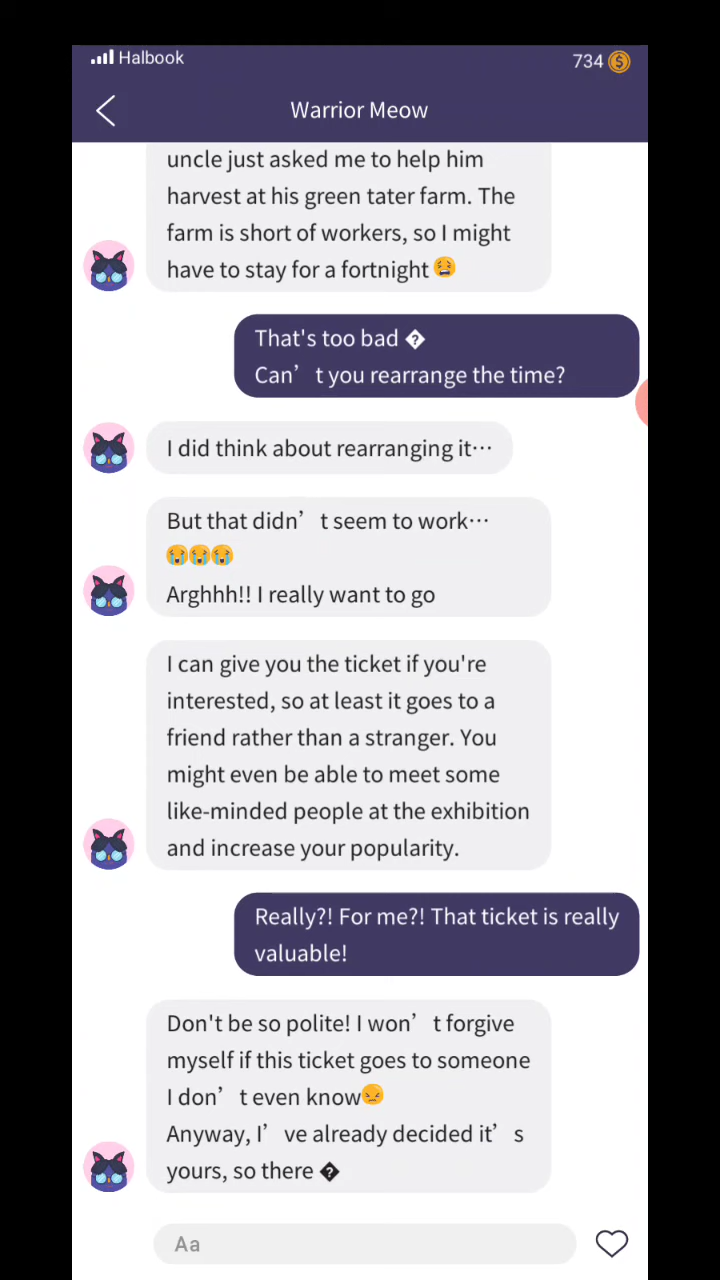 Halbook
734
Warrior Meow
uncle just asked me to help him
harvest at his green tater farm. The
farm is short of workers, so I might
have to stay for a fortnight😫
That's too bad �
Can’t you rearrange the time?
I did think about rearranging it…
But that didn’t seem to work…
😭😭😭
Arghhh!! I really want to go
I can give you the ticket if you're
interested, so at least it goes to a
friend rather than a stranger. You
might even be able to meet some
like-minded people at the exhibition
and increase your popularity.
Really?! For me?! That ticket is really
valuable!
Don't be so polite! I won’t forgive
myself if this ticket goes to someone
I don’t even know😠
Anyway, I’ve already decided it’s
yours, so there �
Aa